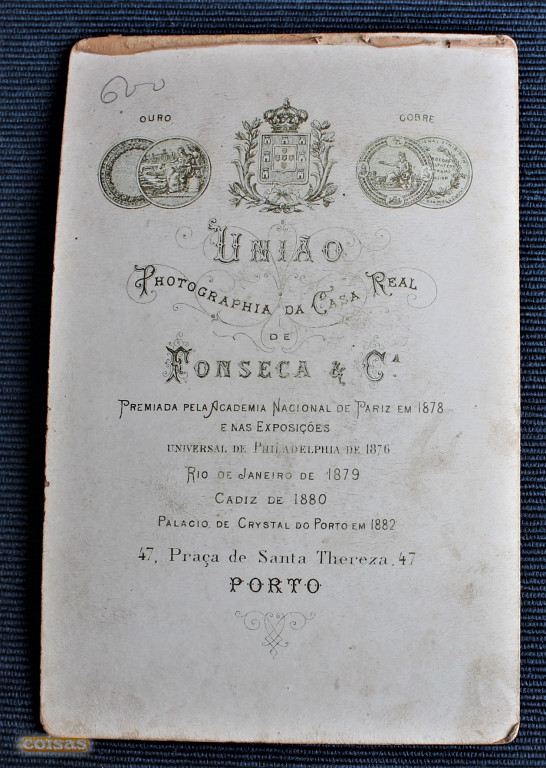 600
OURO
COBRE
UNIÃO
PHOTOGRAPHIA DA CASA REAL
DE
FONSECA & Cª
PREMIADA PELA ACADEMIA NACIONAL DE PARIZ EM 1878
E NAS EXPOSIÇÕES
UNIVERSAL DE PHILADELPHIA DE 1876
RIO DE JANEIRO DE 1879
CADIZ DE 1880
PALACIO DE CRYSTAL DO PORTO EM 1882
47, Praça de Santa Thereza, 47
PORTO
coisas